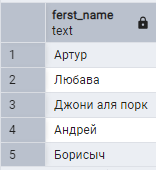 ferst_name
text
1 Артур
2 Любава
3 Джони аля порк
4 Андрей
5 Борисыч